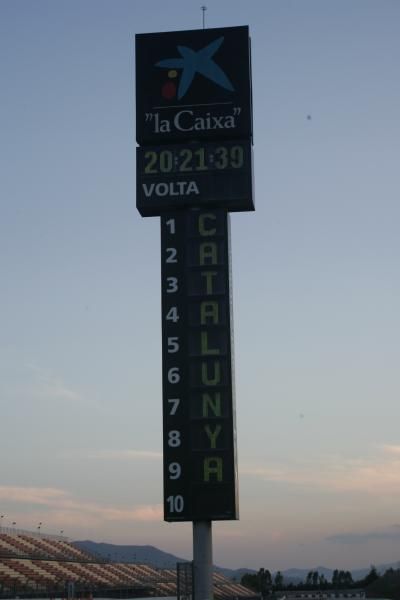 "la Caixa"
20:21:39
VOLTA
1 C
2 A
3 T
4 A
5 L
6 U
7 N
8 Y
9 A
10